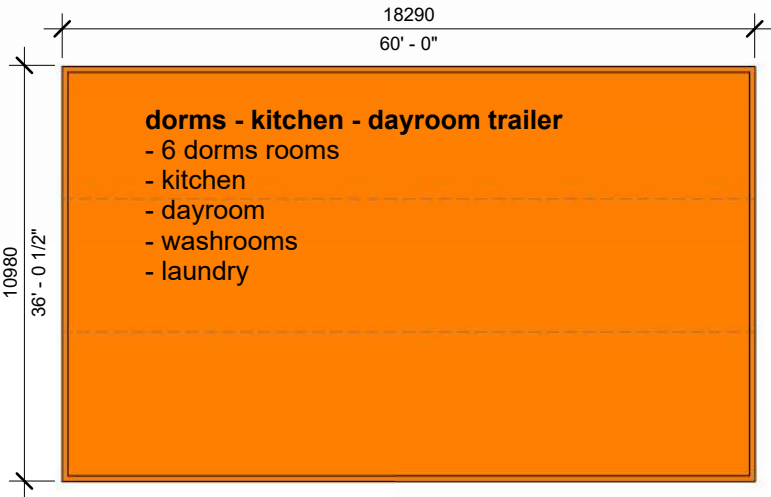 18290
60' - 0"
dorms - kitchen - dayroom trailer
- 6 dorms rooms
- kitchen
- dayroom
- washrooms
- laundry
10980
36' - 0 1/2"